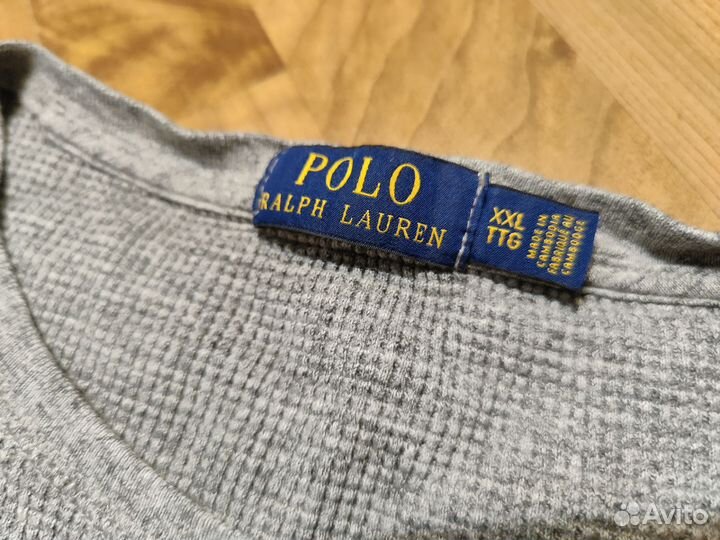 POLO
RALPH LAUREN
XXL
TTG
MADE IN
CAMBODIA
FABRIQUÉ AU
CAMBODGE
Avito